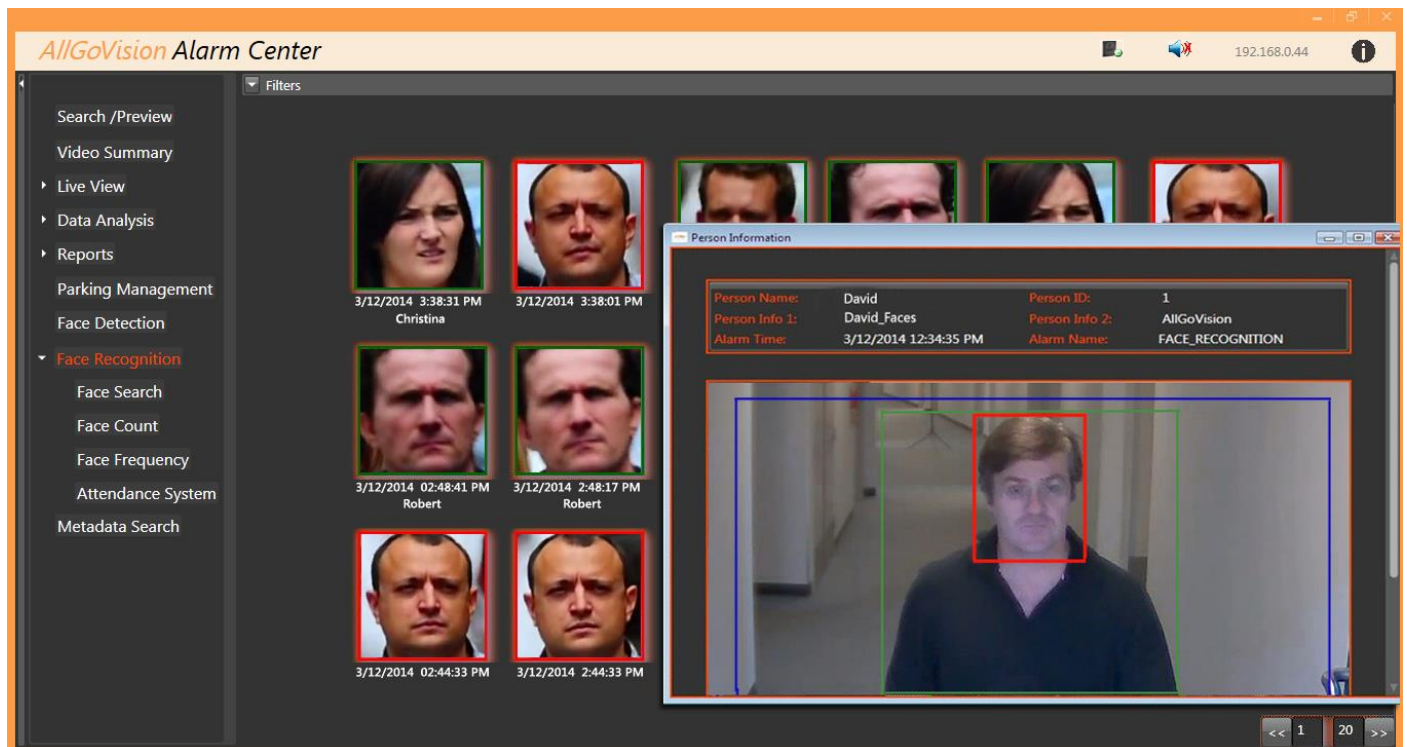 AllGoVision Alarm Center
192.168.0.44
Filters
Search /Preview
Video Summary
Live View
Data Analysis
Reports
Parking Management
Face Detection
Face Recognition
Face Search
Face Count
Face Frequency
Attendance System
Metadata Search
3/12/2014 3:38:31 PM
Christina
3/12/2014 3:38:01 PM
3/12/2014 02:48:41 PM
Robert
3/12/2014 2:48:17 PM
Robert
3/12/2014 02:44:33 PM
3/12/2014 2:44:33 PM
Person Information
Person Name: David Person ID: 1
Person Info 1: David_Faces Person Info 2: AllGoVision
Alarm Time: 3/12/2014 12:34:35 PM Alarm Name: FACE_RECOGNITION
<< 1 20 >>